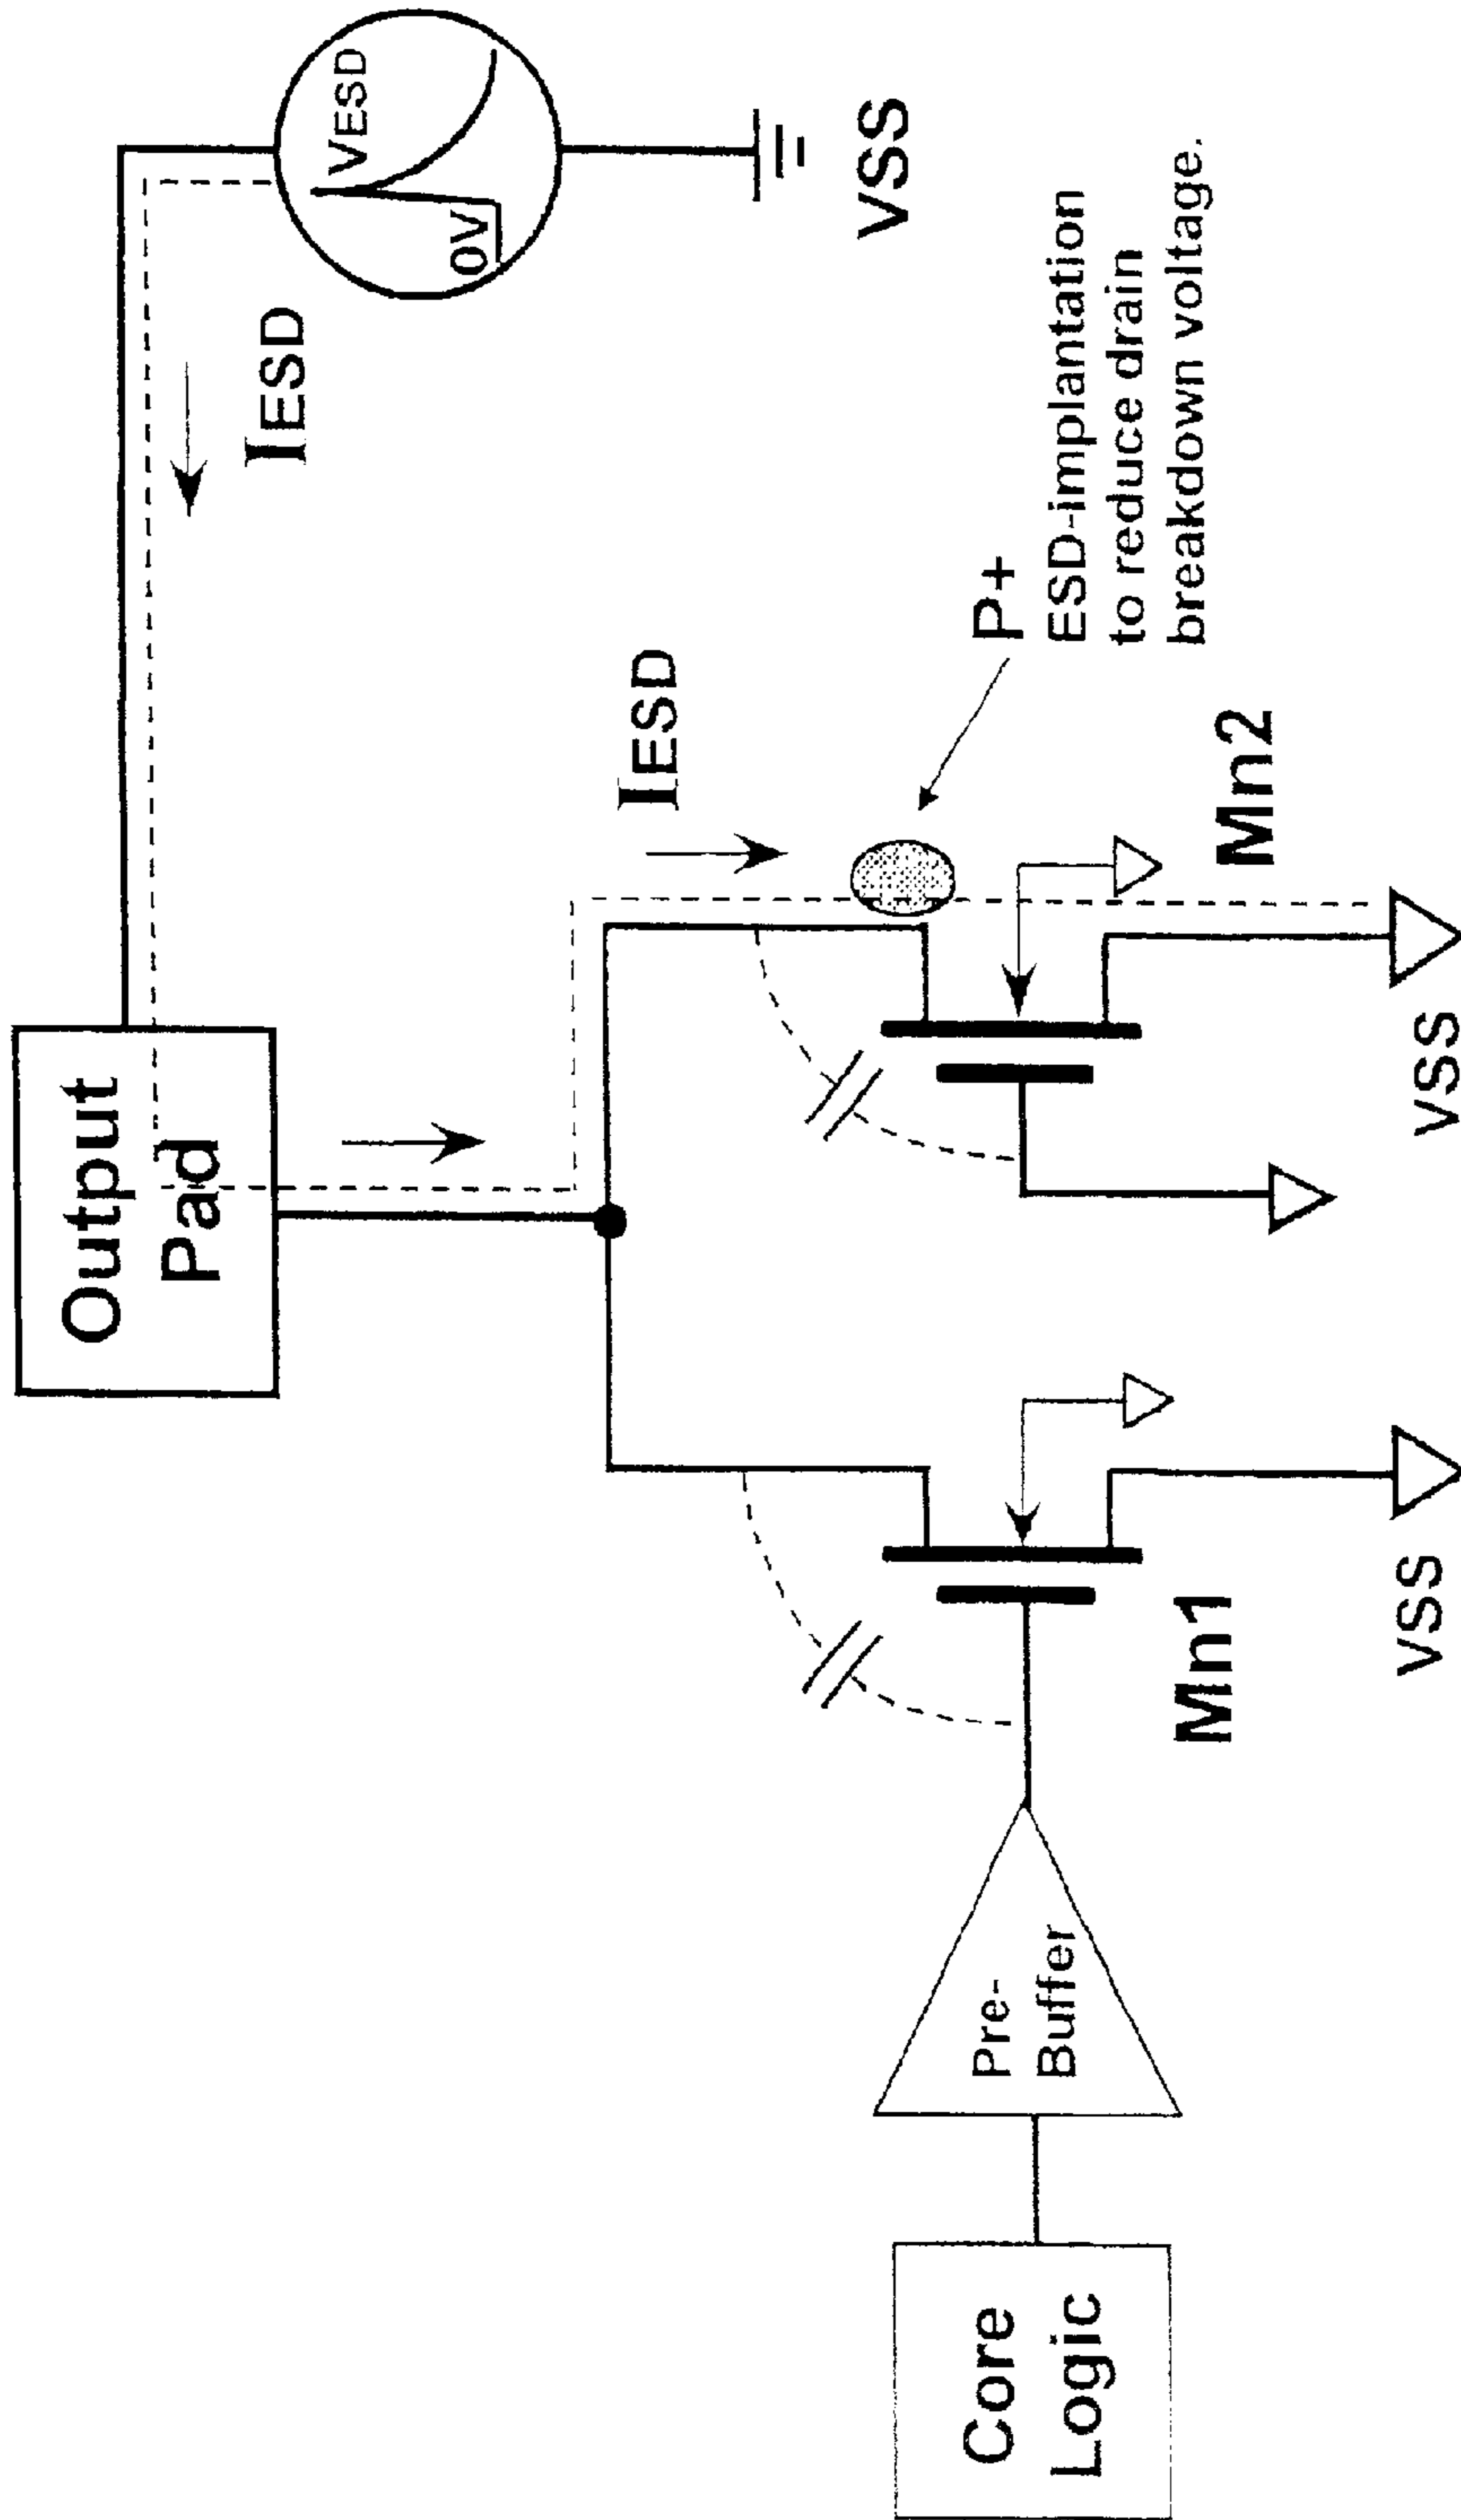 Output
Pad
VESD
0V
IESD
VSS
IESD
P+
ESD-implantation
to reduce drain
breakdown voltage.
Core
Logic
Pre-
Buffer
Mn1
Mn2
VSS
VSS